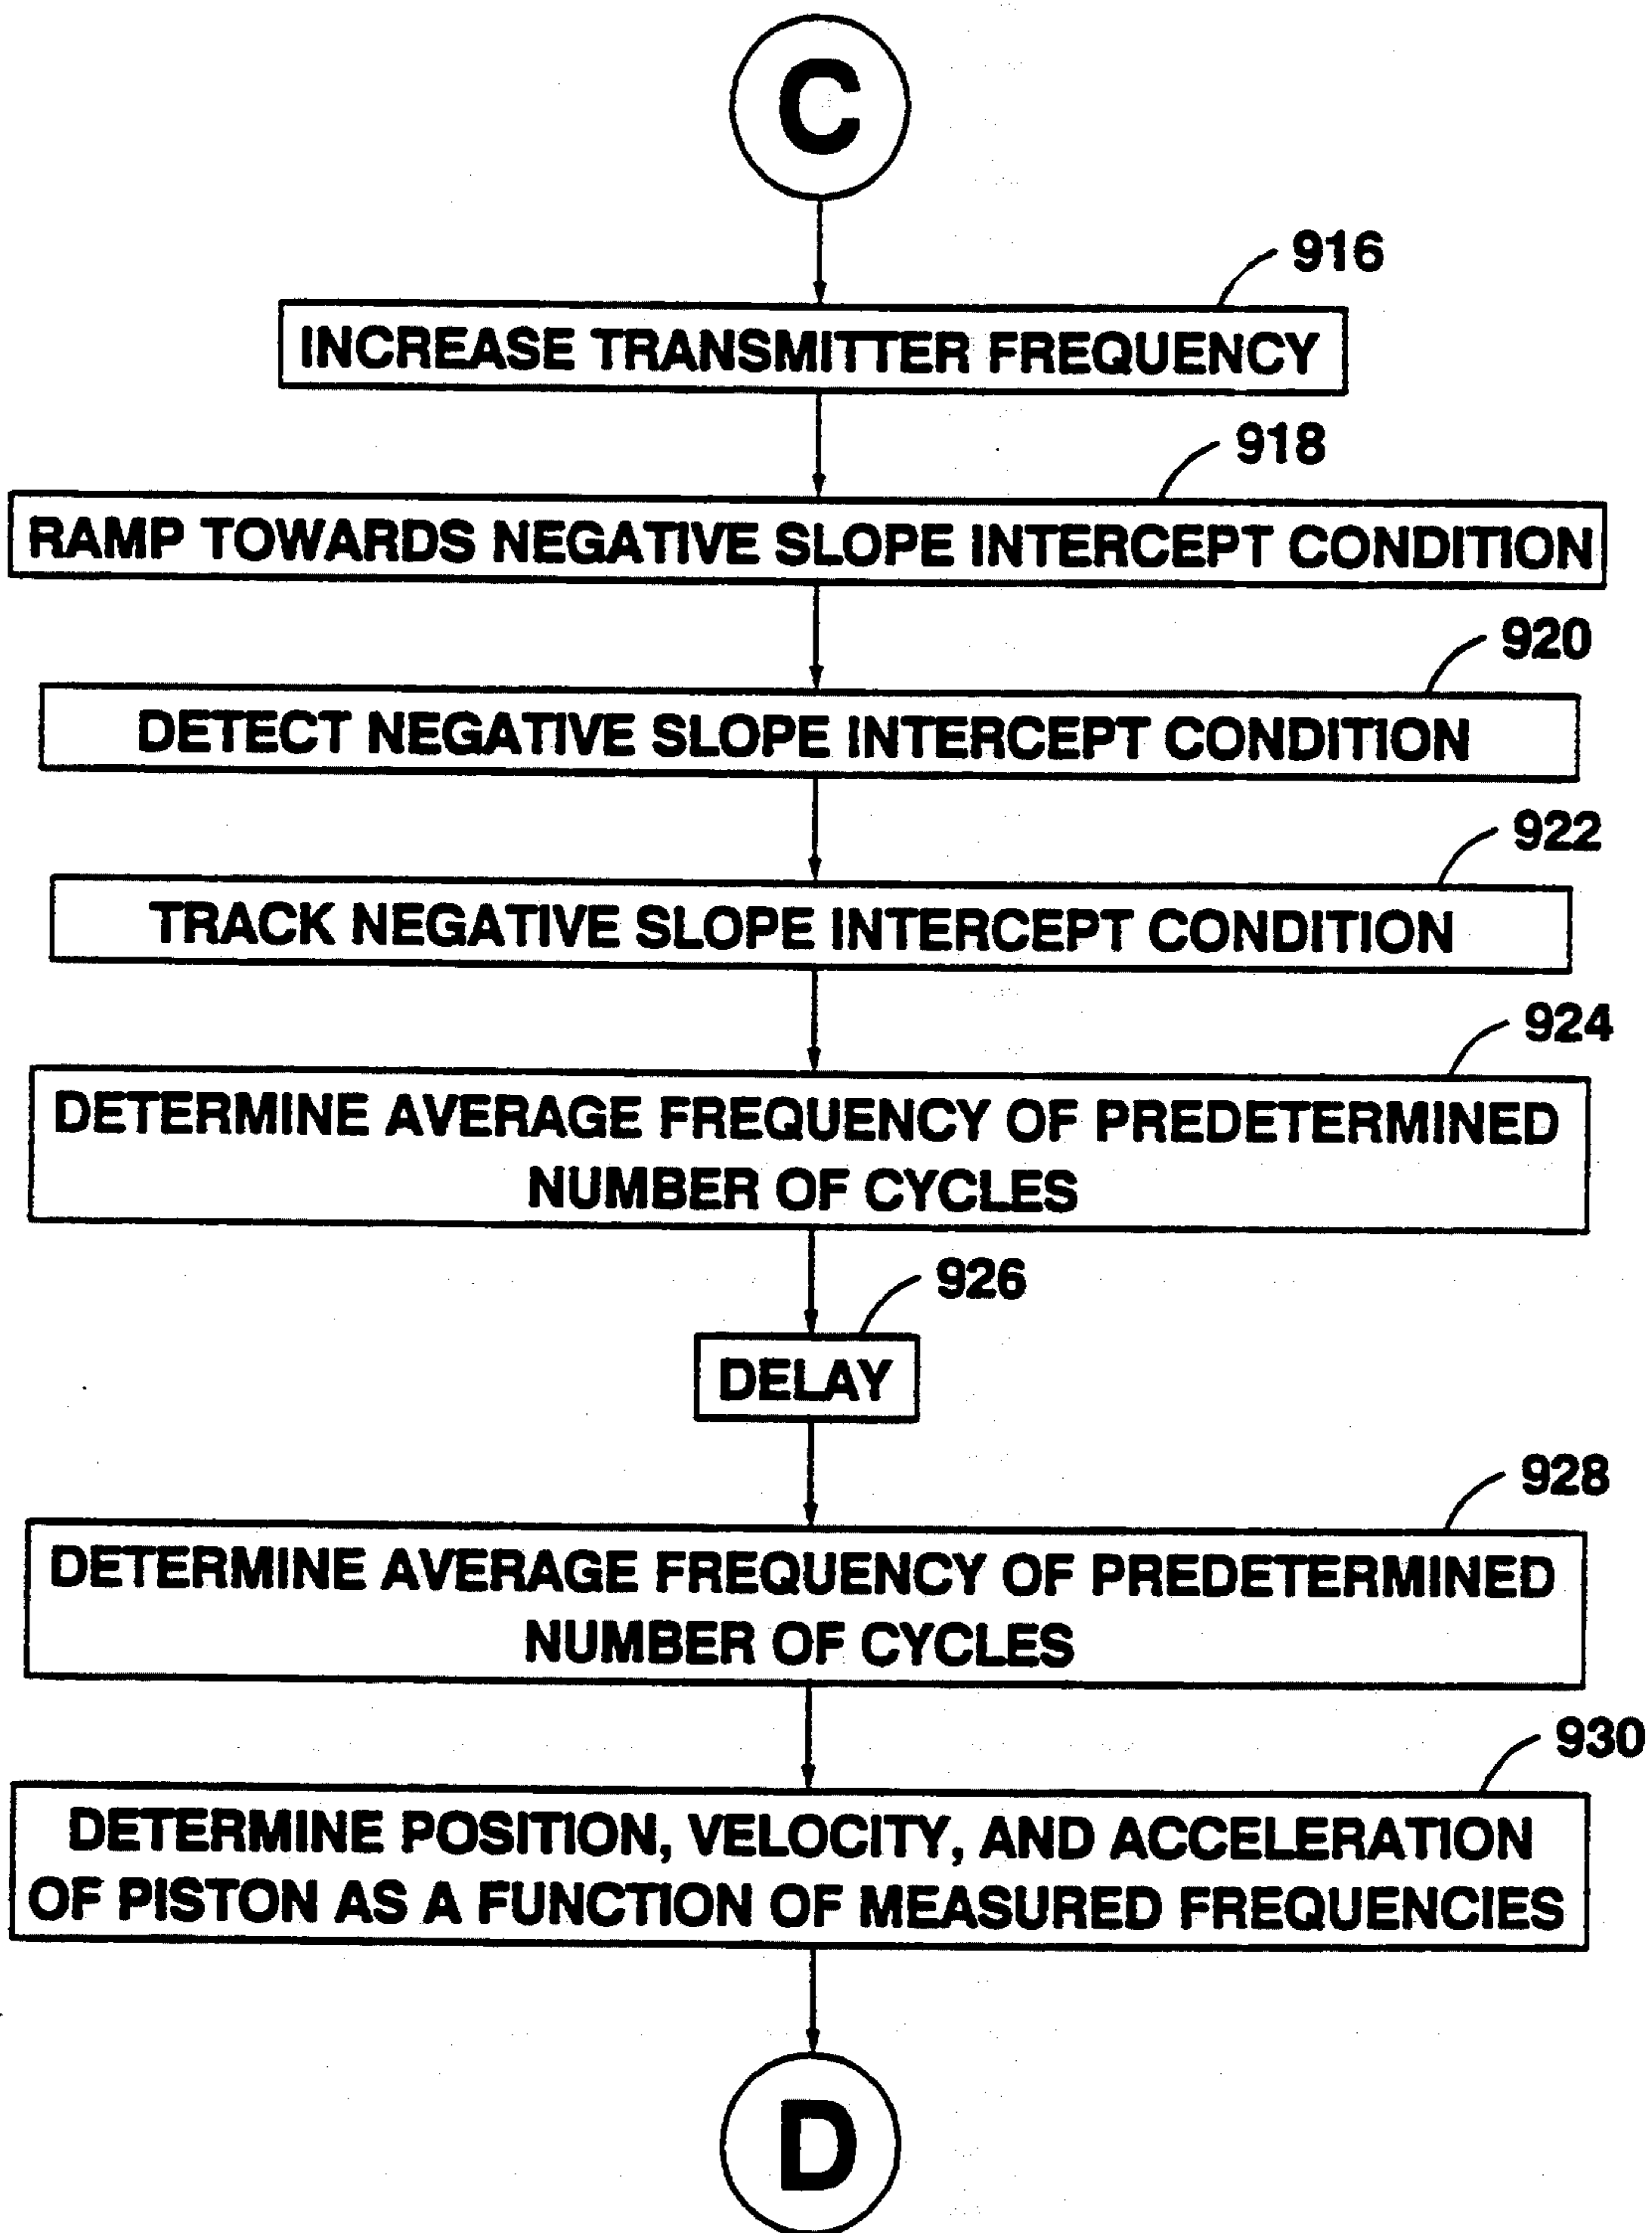 C
916
INCREASE TRANSMITTER FREQUENCY
918
RAMP TOWARDS NEGATIVE SLOPE INTERCEPT CONDITION
920
DETECT NEGATIVE SLOPE INTERCEPT CONDITION
922
TRACK NEGATIVE SLOPE INTERCEPT CONDITION
924
DETERMINE AVERAGE FREQUENCY OF PREDETERMINED
NUMBER OF CYCLES
926
DELAY
928
DETERMINE AVERAGE FREQUENCY OF PREDETERMINED
NUMBER OF CYCLES
930
DETERMINE POSITION, VELOCITY, AND ACCELERATION
OF PISTON AS A FUNCTION OF MEASURED FREQUENCIES
D